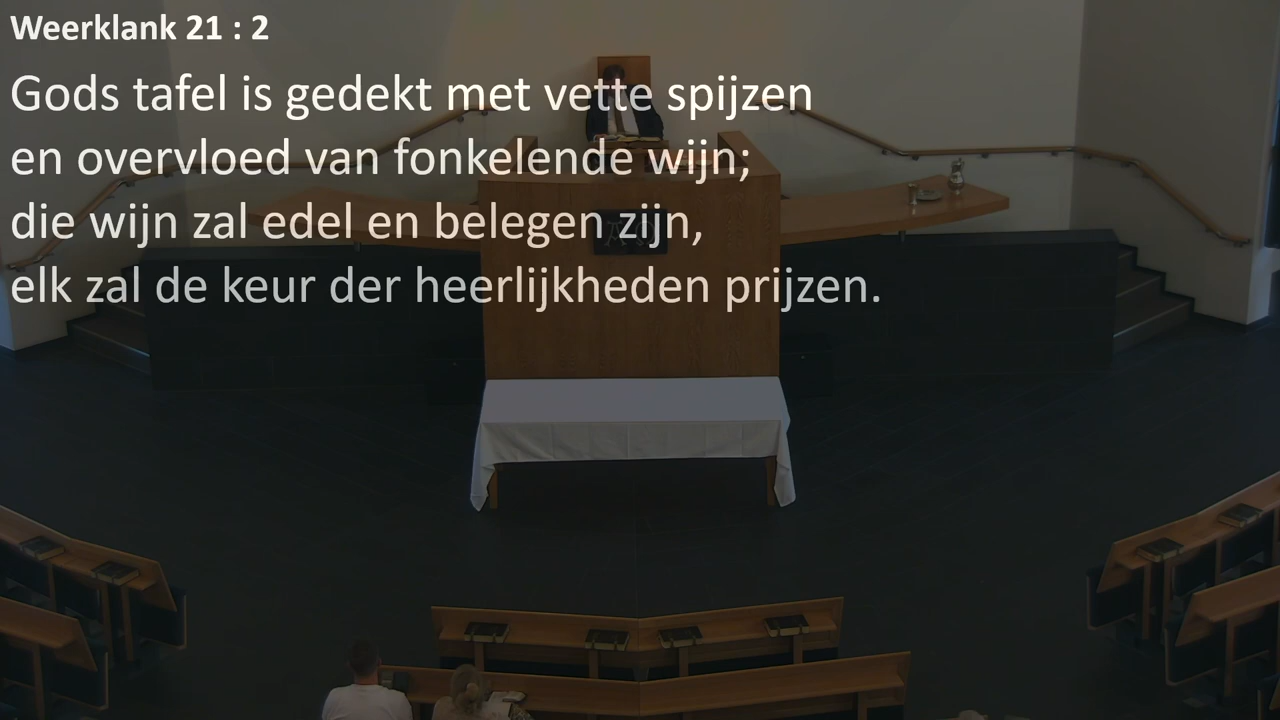 Weerklank 21 : 2
Gods tafel is gedekt met vette spijzen
en overvloed van fonkelende wijn;
die wijn zal edel en belegen zijn,
elk zal de keur der heerlijkheden prijzen.